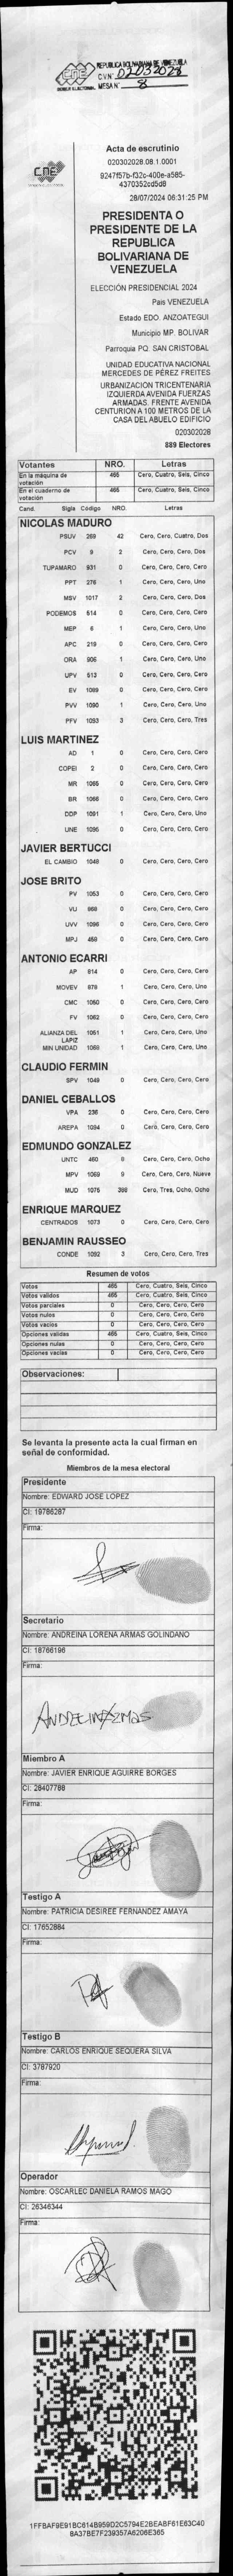 REPUBLICA BOLIVARIANA DE VENEZUELA
C.V.Nº 020302028
MESA Nº 8
CNE
PODER ELECTORAL
Acta de escrutinio
020302028.08.1.0001
9247f57b-f32c-400e-a585-
4370352cd5d8
28/07/2024 06:31:25 PM
PRESIDENTA O
PRESIDENTE DE LA
REPUBLICA
BOLIVARIANA DE
VENEZUELA
ELECCIÓN PRESIDENCIAL 2024
Pais VENEZUELA
Estado EDO. ANZOATEGUI
Municipio MP. BOLIVAR
Parroquia PQ. SAN CRISTOBAL
UNIDAD EDUCATIVA NACIONAL
MERCEDES DE PÉREZ FREITES
URBANIZACION TRICENTENARIA
IZQUIERDA AVENIDA FUERZAS
ARMADAS. FRENTE AVENIDA
CENTURION A 100 METROS DE LA
CASA DEL ABUELO EDIFICIO
020302028
889 Electores
Votantes NRO. Letras
En la máquina de votación 465 Cero, Cuatro, Seis, Cinco
En el cuaderno de votación 465 Cero, Cuatro, Seis, Cinco
Cand. Sigla Código NRO. Letras
NICOLAS MADURO
PSUV 269 42 Cero, Cero, Cuatro, Dos
PCV 9 2 Cero, Cero, Cero, Dos
TUPAMARO 931 0 Cero, Cero, Cero, Cero
PPT 276 1 Cero, Cero, Cero, Uno
MSV 1017 2 Cero, Cero, Cero, Dos
PODEMOS 514 0 Cero, Cero, Cero, Cero
MEP 6 1 Cero, Cero, Cero, Uno
APC 219 0 Cero, Cero, Cero, Cero
ORA 906 1 Cero, Cero, Cero, Uno
UPV 513 0 Cero, Cero, Cero, Cero
EV 1089 0 Cero, Cero, Cero, Cero
PVV 1090 1 Cero, Cero, Cero, Uno
PFV 1093 3 Cero, Cero, Cero, Tres
LUIS MARTINEZ
AD 1 0 Cero, Cero, Cero, Cero
COPEI 2 0 Cero, Cero, Cero, Cero
MR 1065 0 Cero, Cero, Cero, Cero
BR 1066 0 Cero, Cero, Cero, Cero
DDP 1091 1 Cero, Cero, Cero, Uno
UNE 1095 0 Cero, Cero, Cero, Cero
JAVIER BERTUCCI
EL CAMBIO 1048 0 Cero, Cero, Cero, Cero
JOSE BRITO
PV 1053 0 Cero, Cero, Cero, Cero
VU 968 0 Cero, Cero, Cero, Cero
UVV 1096 0 Cero, Cero, Cero, Cero
MPJ 459 0 Cero, Cero, Cero, Cero
ANTONIO ECARRI
AP 814 0 Cero, Cero, Cero, Cero
MOVEV 878 1 Cero, Cero, Cero, Uno
CMC 1050 0 Cero, Cero, Cero, Cero
FV 1062 0 Cero, Cero, Cero, Cero
ALIANZA DEL LAPIZ 1051 1 Cero, Cero, Cero, Uno
MIN UNIDAD 1068 1 Cero, Cero, Cero, Uno
CLAUDIO FERMIN
SPV 1049 0 Cero, Cero, Cero, Cero
DANIEL CEBALLOS
VPA 236 0 Cero, Cero, Cero, Cero
AREPA 1094 0 Cero, Cero, Cero, Cero
EDMUNDO GONZALEZ
UNTC 460 8 Cero, Cero, Cero, Ocho
MPV 1069 9 Cero, Cero, Cero, Nueve
MUD 1075 388 Cero, Tres, Ocho, Ocho
ENRIQUE MARQUEZ
CENTRADOS 1073 0 Cero, Cero, Cero, Cero
BENJAMIN RAUSSEO
CONDE 1092 3 Cero, Cero, Cero, Tres
Resumen de votos
Votos 465 Cero, Cuatro, Seis, Cinco
Votos validos 465 Cero, Cuatro, Seis, Cinco
Votos parciales 0 Cero, Cero, Cero, Cero
Votos nulos 0 Cero, Cero, Cero, Cero
Votos vacios 0 Cero, Cero, Cero, Cero
Opciones validas 465 Cero, Cuatro, Seis, Cinco
Opciones nulas 0 Cero, Cero, Cero, Cero
Opciones vacias 0 Cero, Cero, Cero, Cero
Observaciones:
Se levanta la presente acta la cual firman en
señal de conformidad.
Miembros de la mesa electoral
Presidente
Nombre: EDWARD JOSE LOPEZ
CI: 19786287
Firma:
Secretario
Nombre: ANDREINA LORENA ARMAS GOLINDANO
CI: 18766196
Firma:
Andreina Armas
Miembro A
Nombre: JAVIER ENRIQUE AGUIRRE BORGES
CI: 28407788
Firma:
Testigo A
Nombre: PATRICIA DESIREE FERNANDEZ AMAYA
CI: 17652884
Firma:
Testigo B
Nombre: CARLOS ENRIQUE SEQUERA SILVA
CI: 3787920
Firma:
Operador
Nombre: OSCARLEC DANIELA RAMOS MAGO
CI: 26346344
Firma:
1FFBAF9E91BC614B959D2C5794E2BEABF61E63C40
8A37BE7F239357A6206E365